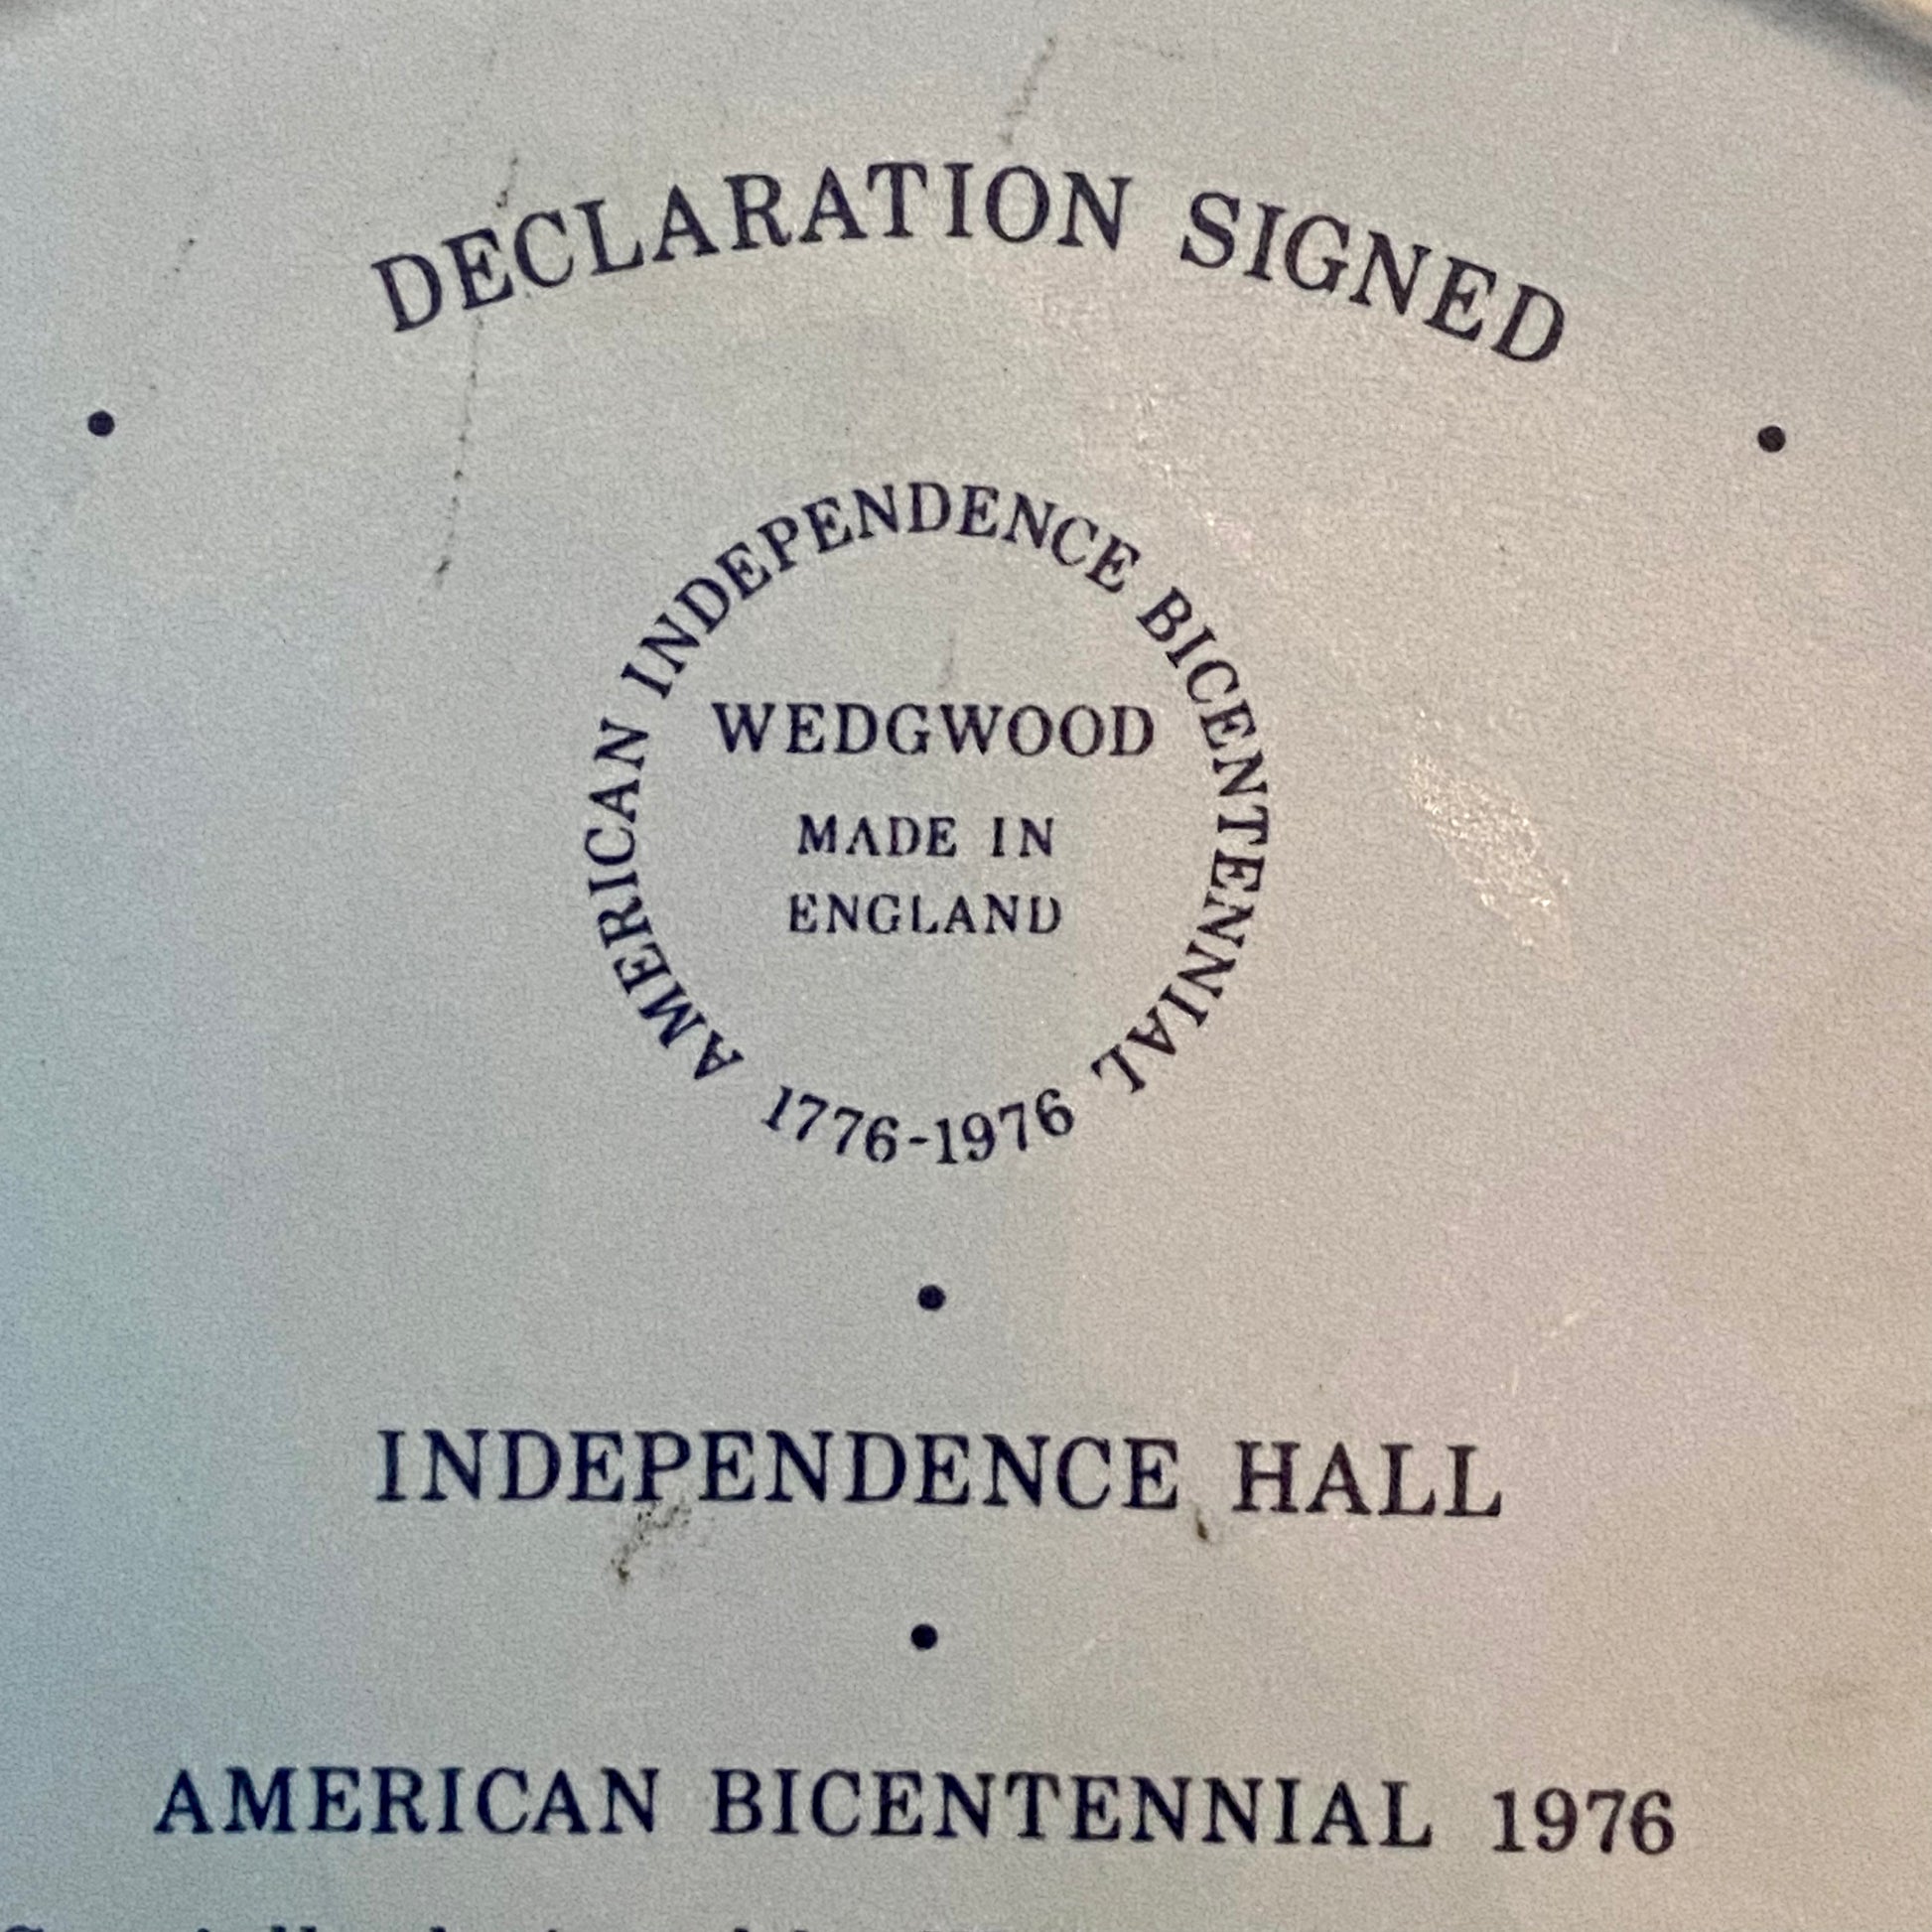 DECLARATION SIGNED
AMERICAN INDEPENDENCE BICENTENNIAL
WEDGWOOD
MADE IN
ENGLAND
1776-1976
INDEPENDENCE HALL
AMERICAN BICENTENNIAL 1976